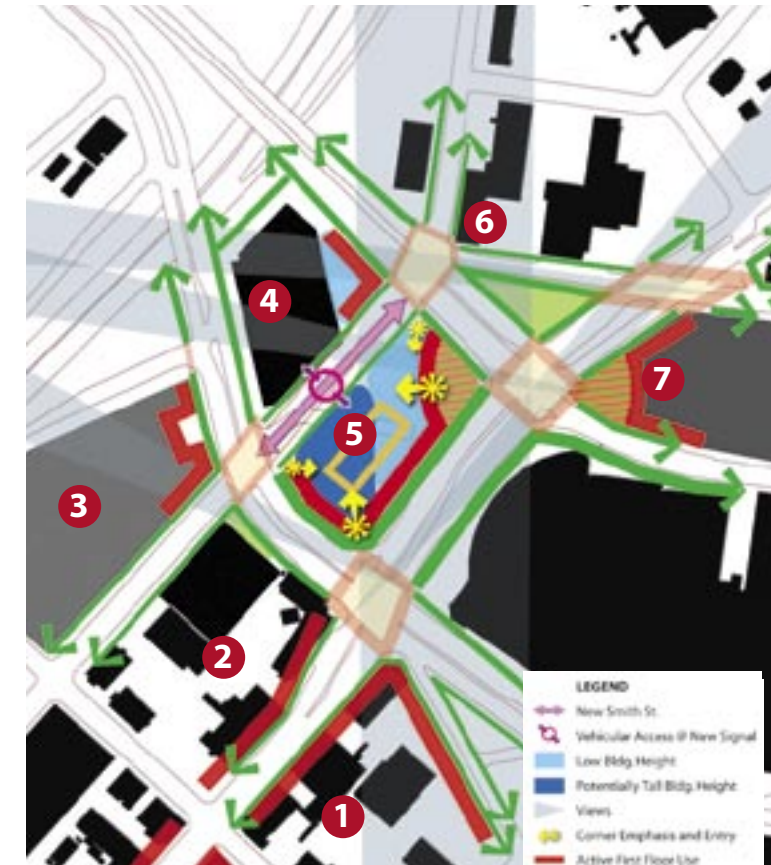 6
4
7
5
3
2
1
LEGEND
New Smith St.
Vehicular Access @ New Signal
Low Bldg. Height
Potentially Tall Bldg. Height
Views
Corner Emphasis and Entry
Active First Floor Use